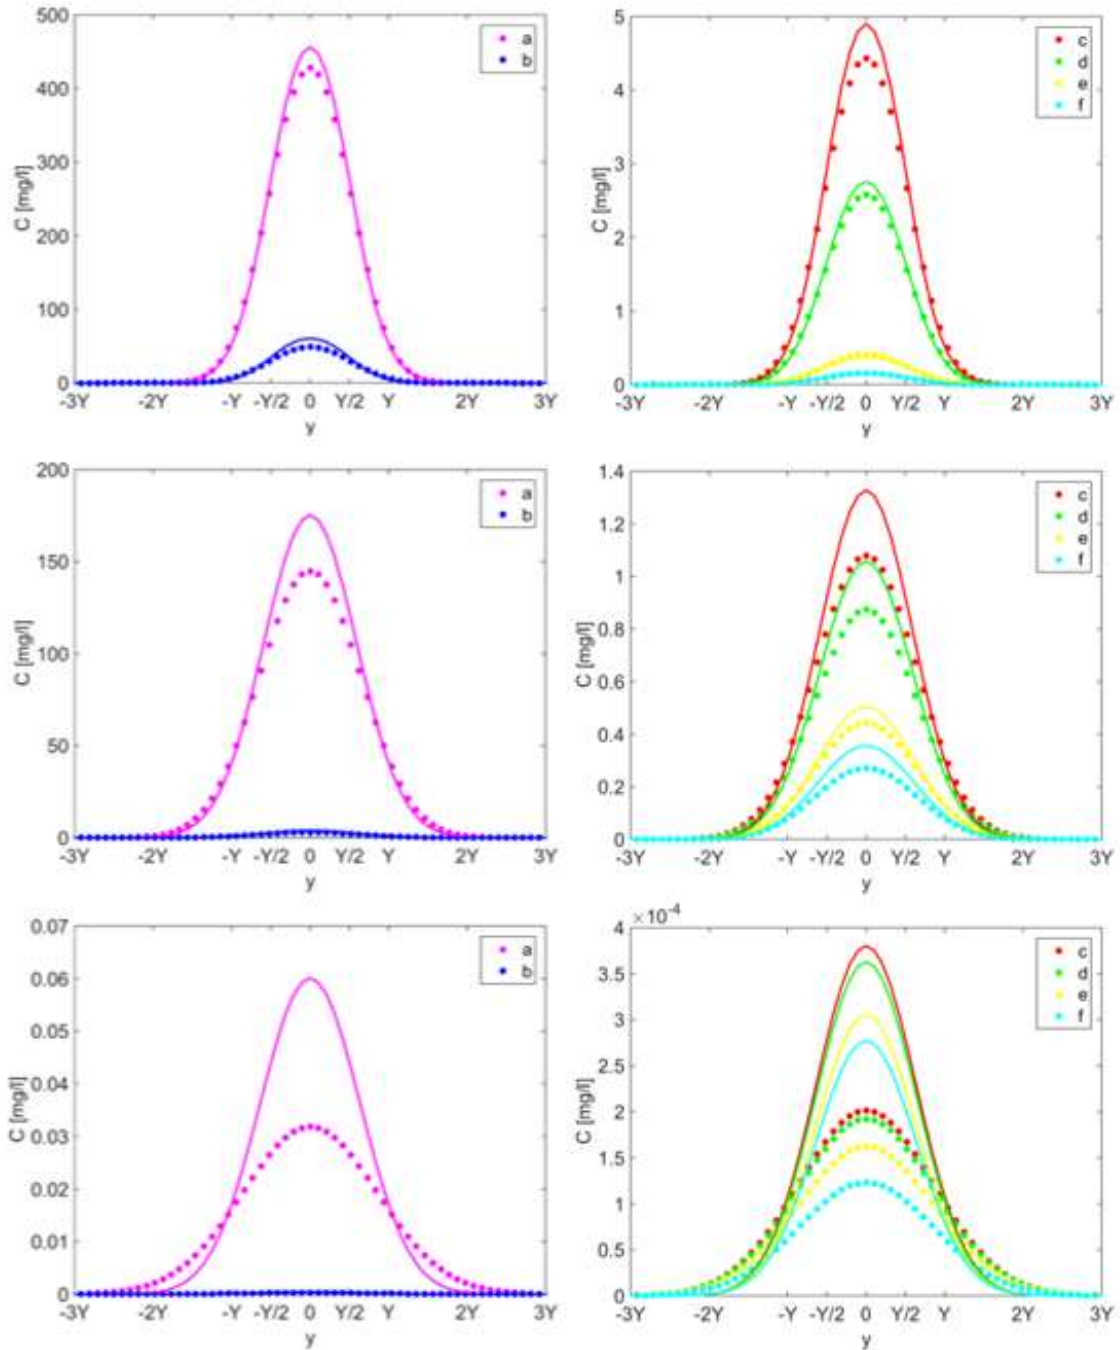 500
400
300
200
100
0
C [mg/l]
-3Y -2Y -Y -Y/2 0 Y/2 Y 2Y 3Y
y
a
b
5
4
3
2
1
0
C [mg/l]
-3Y -2Y -Y -Y/2 0 Y/2 Y 2Y 3Y
y
c
d
e
f
200
150
100
50
0
C [mg/l]
-3Y -2Y -Y -Y/2 0 Y/2 Y 2Y 3Y
y
a
b
1.4
1.2
1
0.8
0.6
0.4
0.2
0
C [mg/l]
-3Y -2Y -Y -Y/2 0 Y/2 Y 2Y 3Y
y
c
d
e
f
0.07
0.06
0.05
0.04
0.03
0.02
0.01
0
C [mg/l]
-3Y -2Y -Y -Y/2 0 Y/2 Y 2Y 3Y
y
a
b
×10⁻⁴
4
3.5
3
2.5
2
1.5
1
0.5
0
C [mg/l]
-3Y -2Y -Y -Y/2 0 Y/2 Y 2Y 3Y
y
c
d
e
f